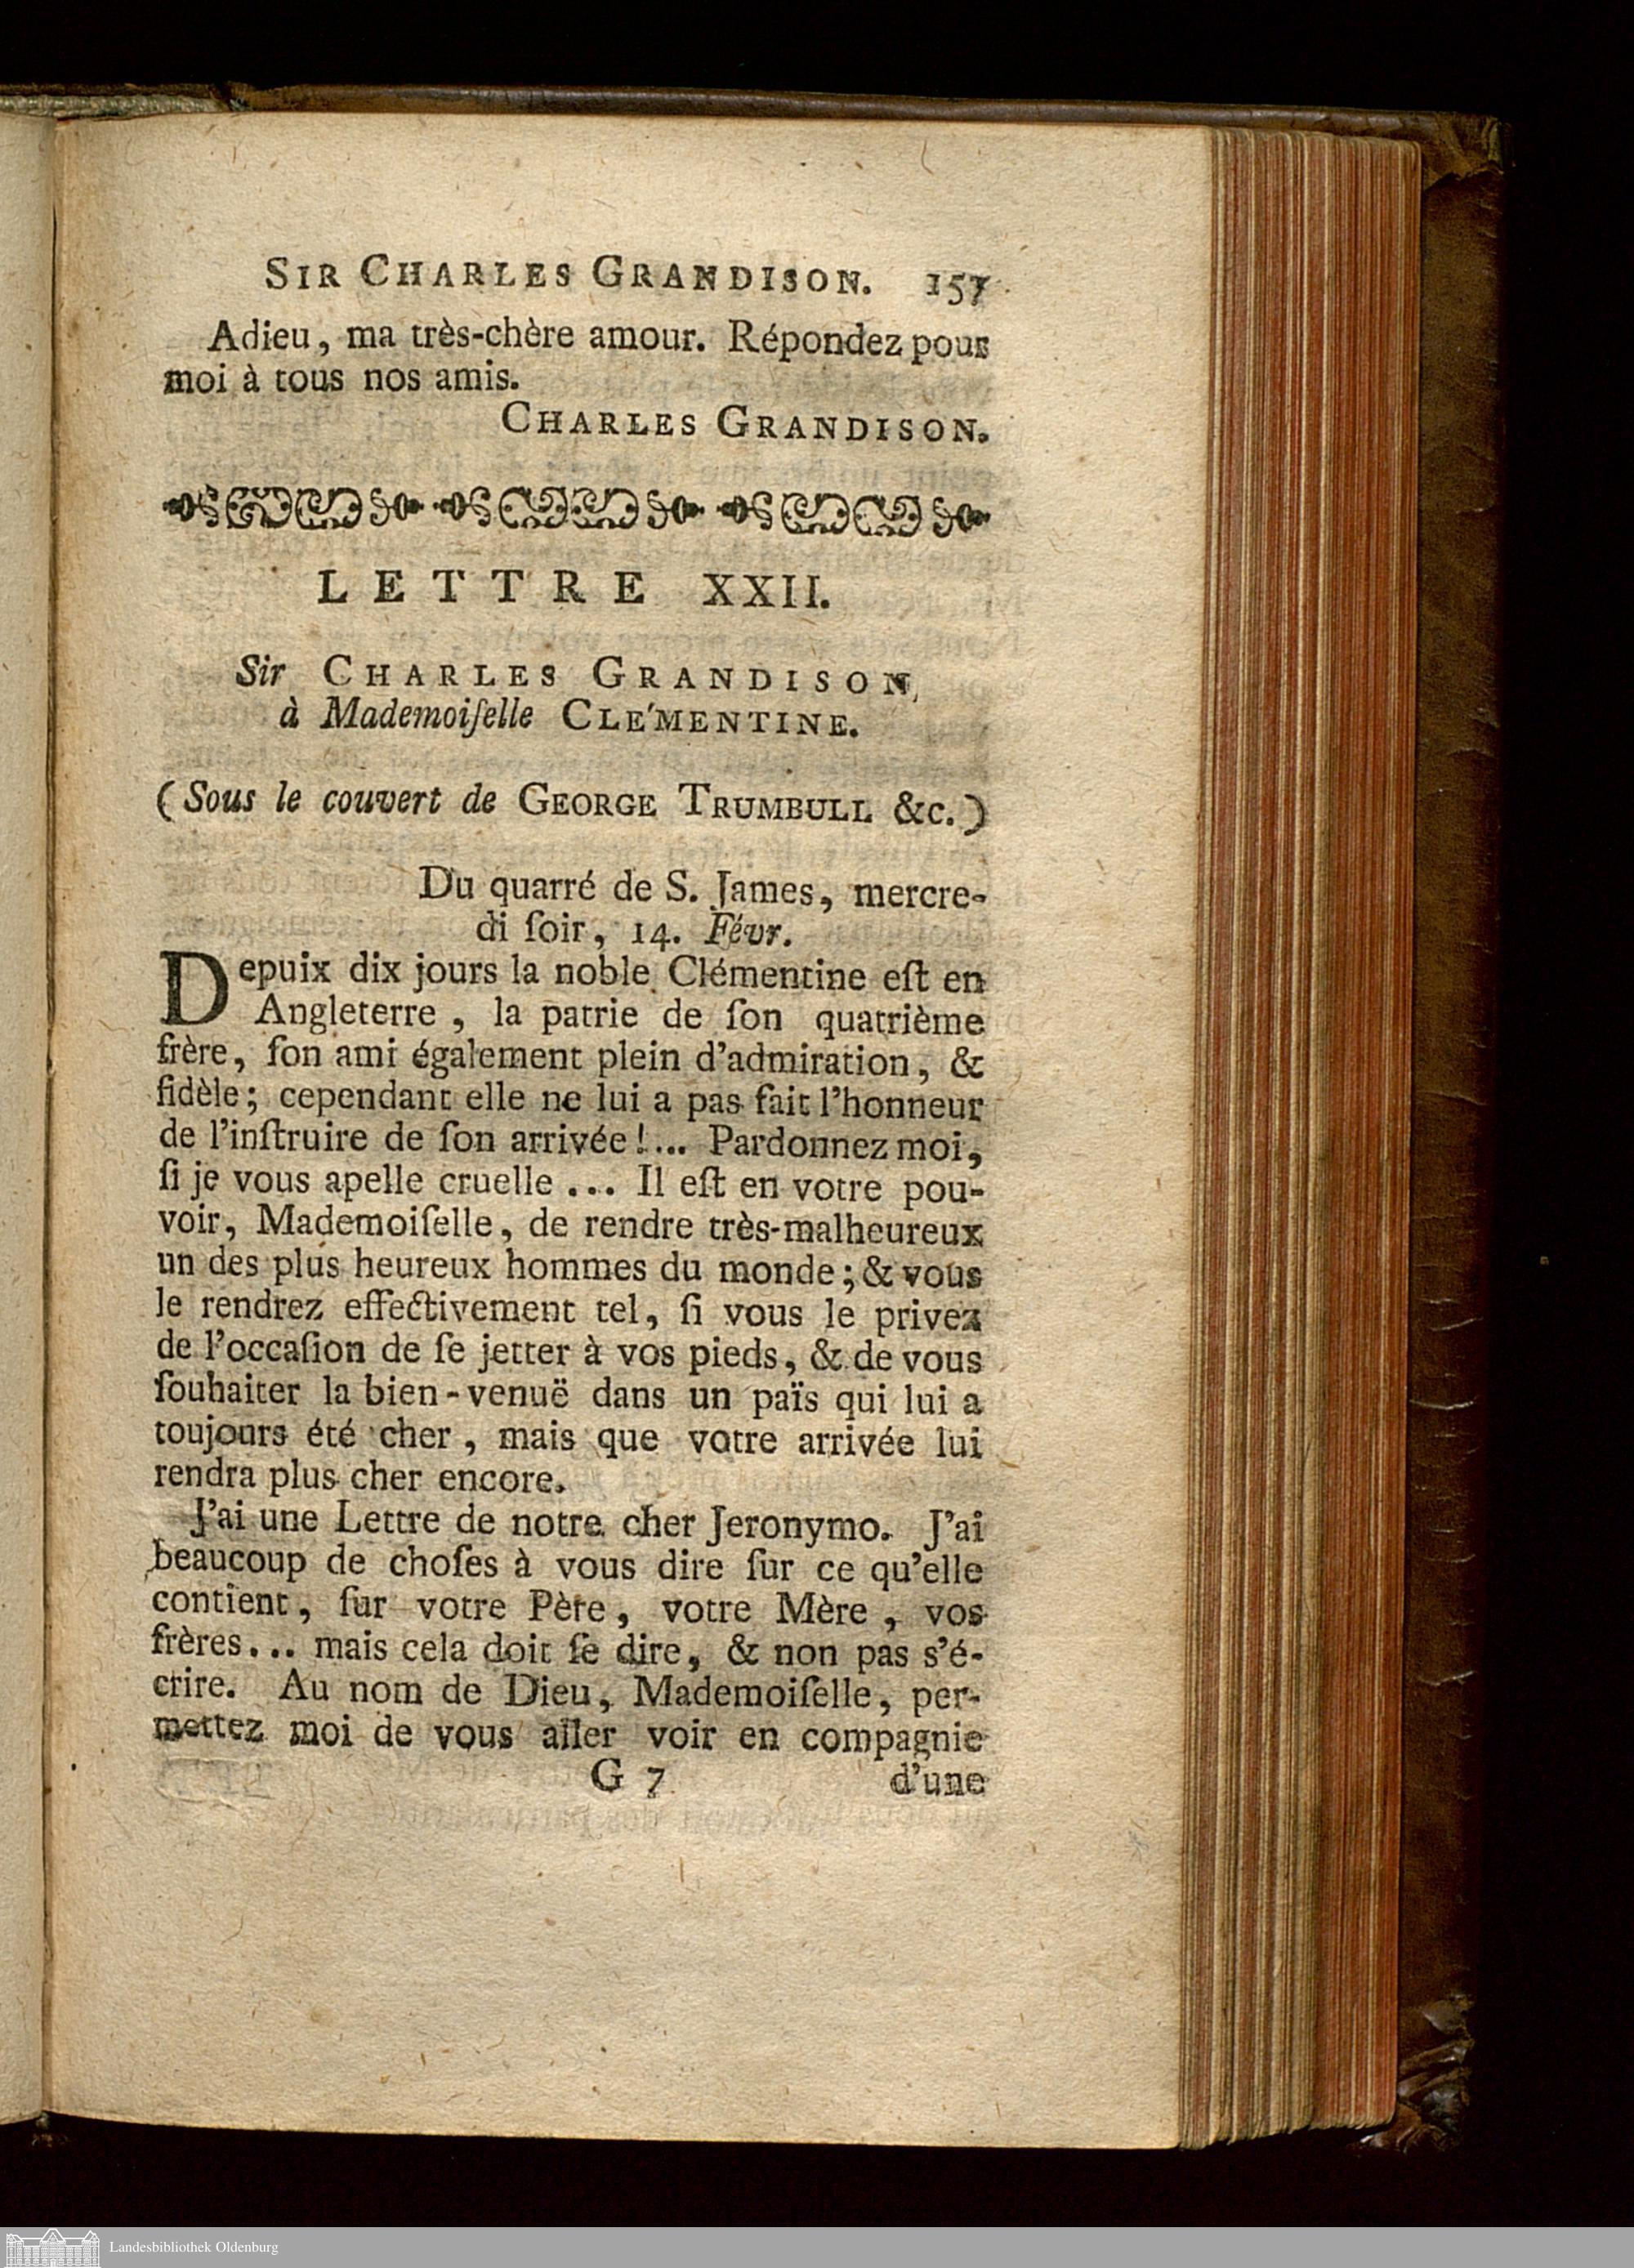 SIR CHARLES GRANDISON. 157
Adieu, ma très-chère amour. Répondez pour
moi à tous nos amis.
CHARLES GRANDISON.
LETTRE XXII.
Sir CHARLES GRANDISON,
à Mademoiſelle CLE'MENTINE.
(Sous le couvert de GEORGE TRUMBULL &c.)
Du quarré de S. James, mercre-
di ſoir, 14. Févr.
Depuix dix jours la noble Clémentine eſt en
Angleterre, la patrie de ſon quatrième
frère, ſon ami également plein d'admiration, &
fidèle; cependant elle ne lui a pas fait l'honneur
de l'inſtruire de ſon arrivée!... Pardonnez moi,
ſi je vous apelle cruelle... Il eſt en votre pou-
voir, Mademoiſelle, de rendre très-malheureux
un des plus heureux hommes du monde; & vous
le rendrez effectivement tel, ſi vous le privez
de l'occaſion de ſe jetter à vos pieds, & de vous
ſouhaiter la bien-venuë dans un païs qui lui a
toujours été cher, mais que votre arrivée lui
rendra plus cher encore.
J'ai une Lettre de notre cher Jeronymo. J'ai
beaucoup de choſes à vous dire ſur ce qu'elle
contient, ſur votre Père, votre Mère, vos
frères... mais cela doit ſe dire, & non pas s'é-
crire. Au nom de Dieu, Mademoiſelle, per-
mettez moi de vous aller voir en compagnie
G 7 d'une
Landesbibliothek Oldenburg